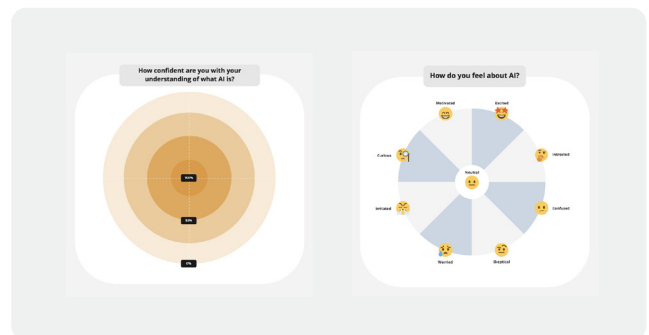 How confident are you with your
understanding of what AI is?
100%
50%
0%
How do you feel about AI?
Motivated
Excited
Curious
Interested
Neutral
Irritated
Confused
Worried
Skeptical